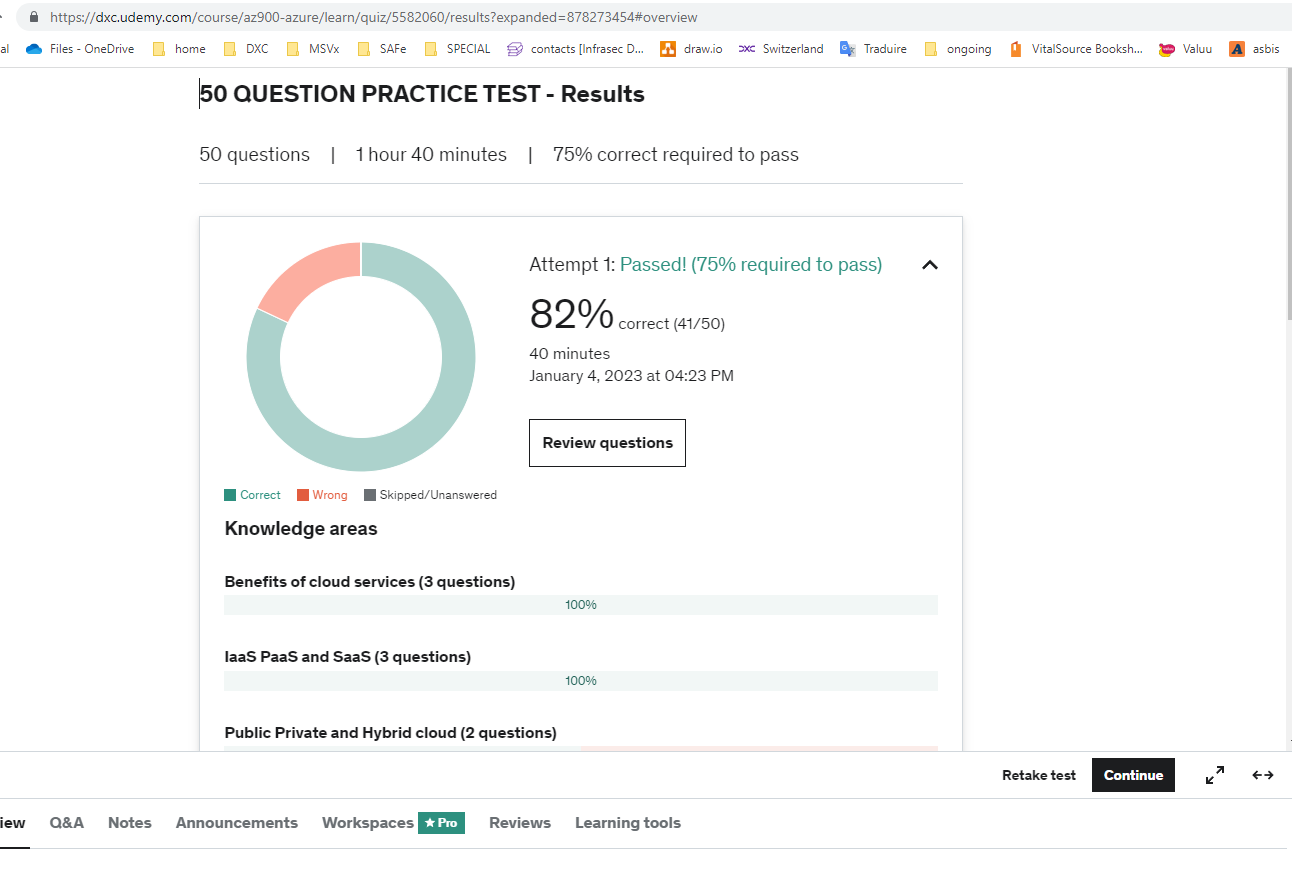 https://dxc.udemy.com/course/az900-azure/learn/quiz/5582060/results?expanded=878273454#overview
al Files - OneDrive home DXC MSVx SAFe SPECIAL contacts [Infrasec D... draw.io Switzerland Traduire ongoing VitalSource Booksh... Valuu asbis
50 QUESTION PRACTICE TEST - Results
50 questions | 1 hour 40 minutes | 75% correct required to pass
Attempt 1: Passed! (75% required to pass)
82% correct (41/50)
40 minutes
January 4, 2023 at 04:23 PM
Review questions
Correct Wrong Skipped/Unanswered
Knowledge areas
Benefits of cloud services (3 questions)
100%
IaaS PaaS and SaaS (3 questions)
100%
Public Private and Hybrid cloud (2 questions)
Retake test Continue
iew Q&A Notes Announcements Workspaces Pro Reviews Learning tools